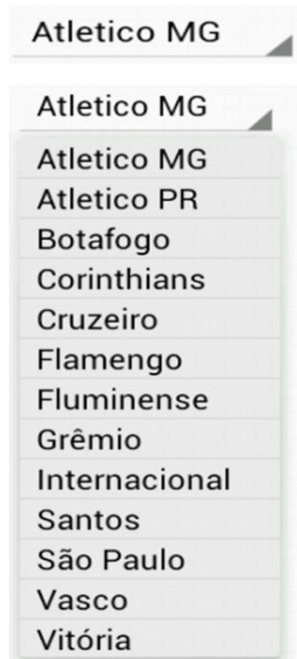 Atletico MG
Atletico MG
Atletico MG
Atletico PR
Botafogo
Corinthians
Cruzeiro
Flamengo
Fluminense
Grêmio
Internacional
Santos
São Paulo
Vasco
Vitória